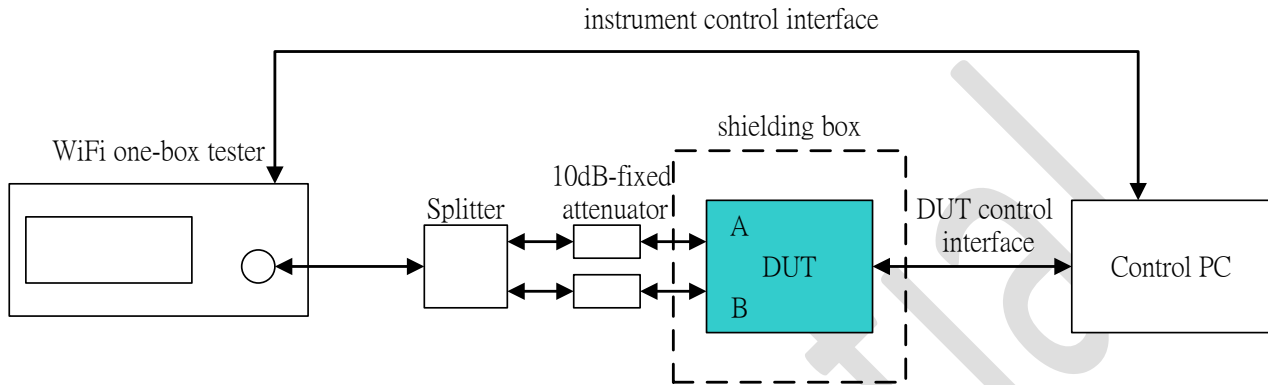 instrument control interface
shielding box
WiFi one-box tester
10dB-fixed
attenuator
Splitter
A
DUT
B
DUT control
interface
Control PC